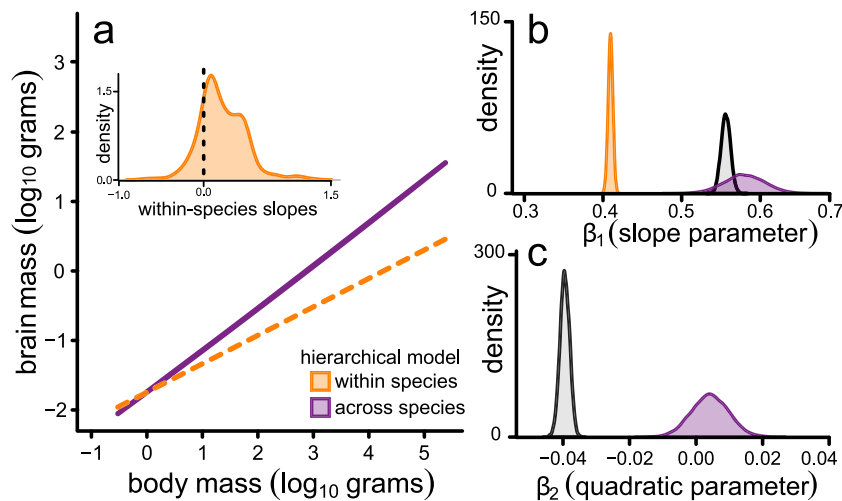 a
3
2
1
0
−1
−2
brain mass (log10 grams)
−1 0 1 2 3 4 5
body mass (log10 grams)
density
1.5
0.0
−1.0 0.0 1.5
within-species slopes
hierarchical model
within species
across species
b
150
0
density
0.3 0.4 0.5 0.6 0.7
β1 (slope parameter)
c
300
0
density
−0.04 −0.02 0.00 0.02 0.04
β2 (quadratic parameter)